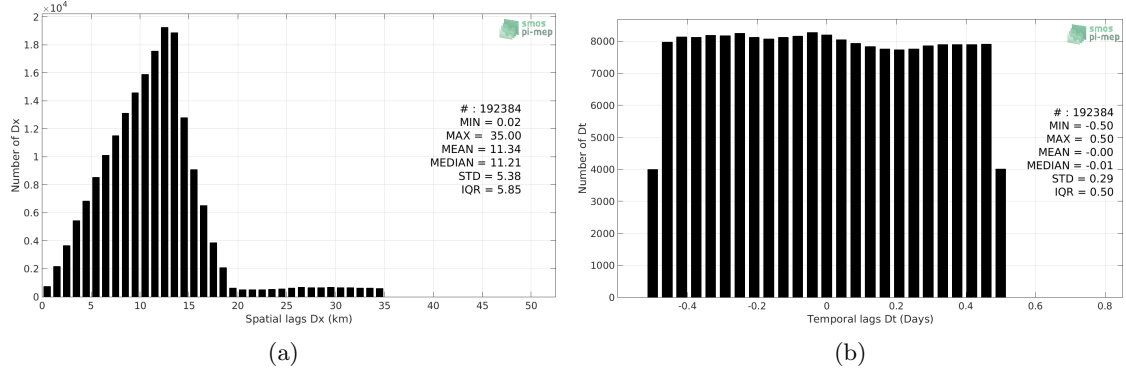 ×10⁴
2
1.8
1.6
1.4
1.2
1
0.8
0.6
0.4
0.2
0
Number of Dx
0 5 10 15 20 25 30 35 40 45 50
Spatial lags Dx (km)
smos
pi-mep
# : 192384
MIN = 0.02
MAX = 35.00
MEAN = 11.34
MEDIAN = 11.21
STD = 5.38
IQR = 5.85
(a)
8000
7000
6000
5000
4000
3000
2000
1000
0
Number of Dt
-0.4 -0.2 0 0.2 0.4 0.6 0.8
Temporal lags Dt (Days)
smos
pi-mep
# : 192384
MIN = -0.50
MAX = 0.50
MEAN = -0.00
MEDIAN = -0.01
STD = 0.29
IQR = 0.50
(b)